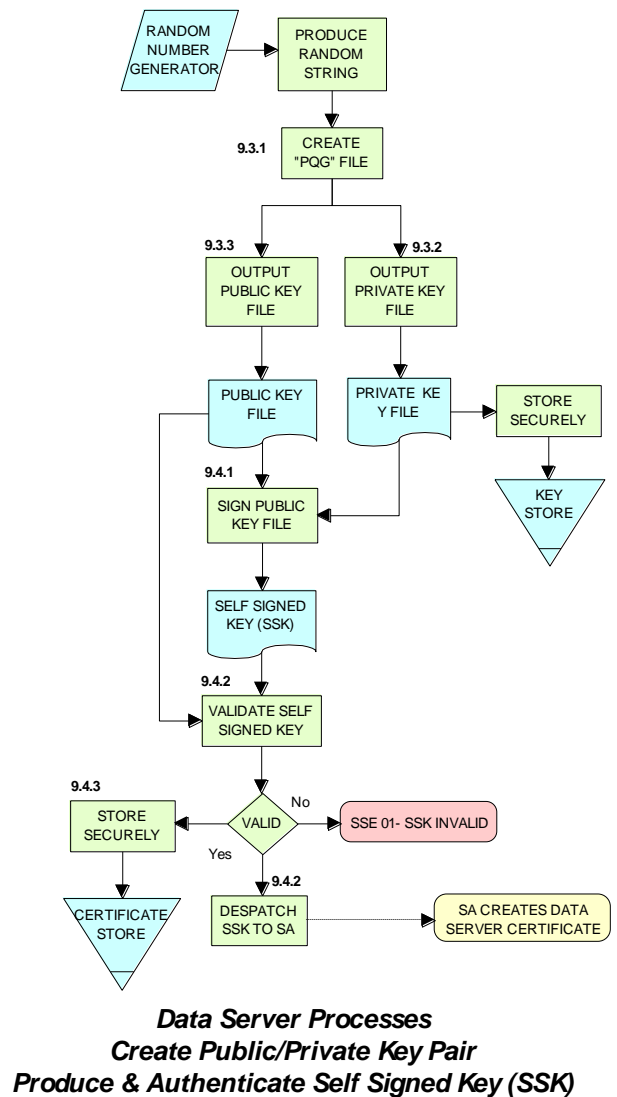 RANDOM
NUMBER
GENERATOR
PRODUCE
RANDOM
STRING
9.3.1
CREATE
"PQG" FILE
9.3.3
9.3.2
OUTPUT
PUBLIC KEY
FILE
OUTPUT
PRIVATE KEY
FILE
PUBLIC KEY
FILE
PRIVATE KE
Y FILE
STORE
SECURELY
KEY
STORE
9.4.1
SIGN PUBLIC
KEY FILE
SELF SIGNED
KEY (SSK)
9.4.2
VALIDATE SELF
SIGNED KEY
9.4.3
STORE
SECURELY
VALID
No
SSE 01- SSK INVALID
Yes
CERTIFICATE
STORE
9.4.2
DESPATCH
SSK TO SA
SA CREATES DATA
SERVER CERTIFICATE
Data Server Processes
Create Public/Private Key Pair
Produce & Authenticate Self Signed Key (SSK)